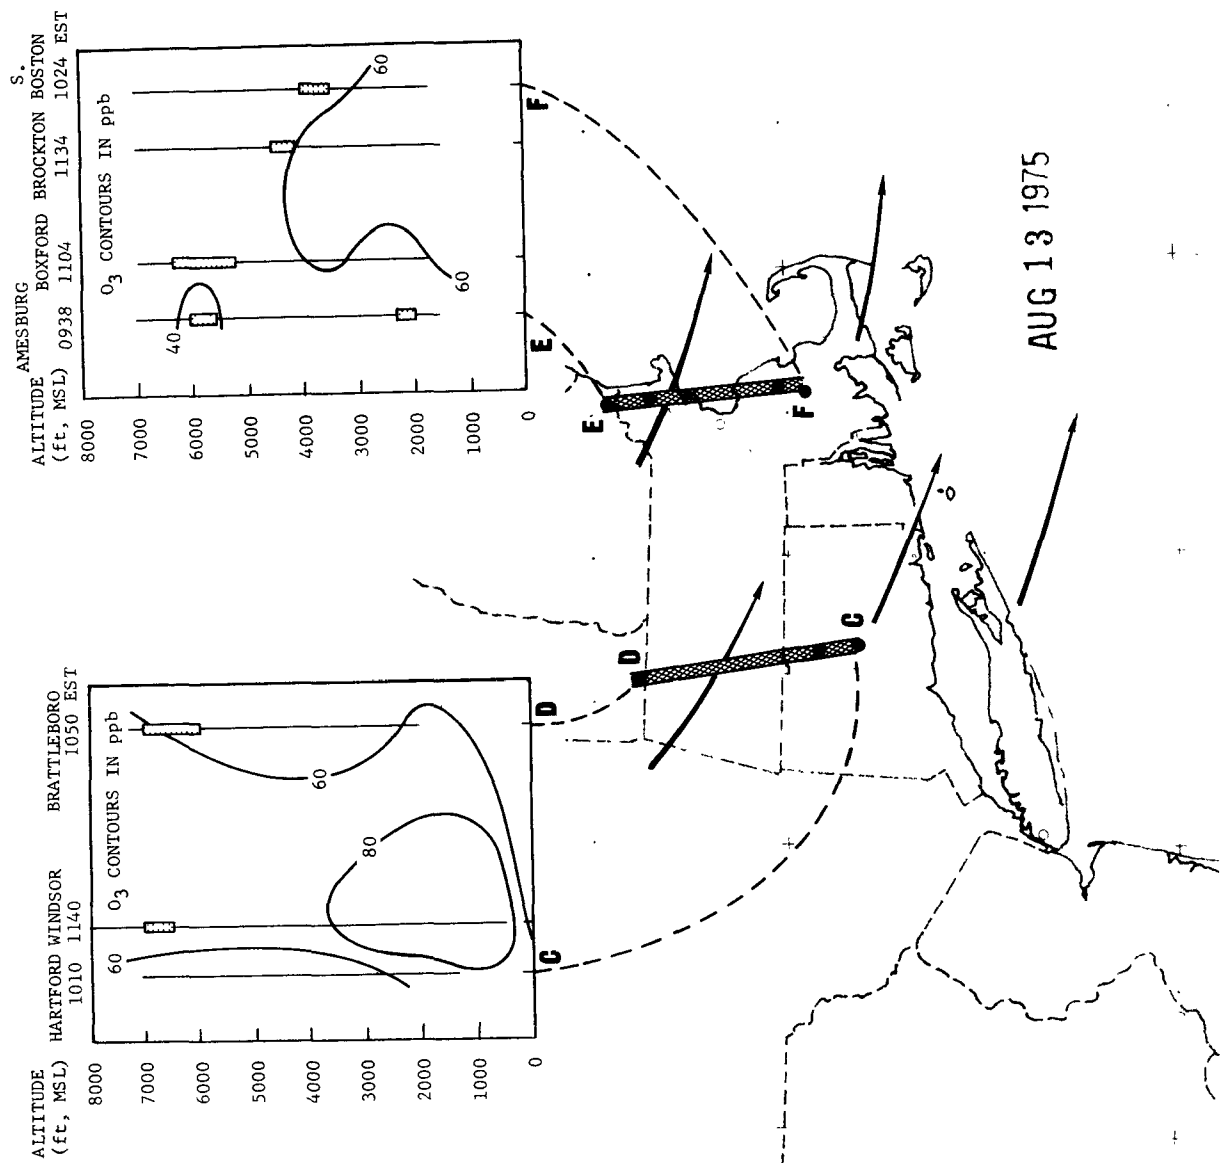 S.
AMESBURG BOXFORD BROCKTON BOSTON
ALTITUDE 0938 1104 1134 1024 EST
(ft, MSL)
8000
7000
6000
5000
4000
3000
2000
1000
0
O3 CONTOURS IN ppb
40
60
60
E
F
E
F
HARTFORD WINDSOR BRATTLEBORO
1010 1140 1050 EST
ALTITUDE
(ft, MSL)
8000
7000
6000
5000
4000
3000
2000
1000
0
O3 CONTOURS IN ppb
60
80
60
C
D
D
C
AUG 13 1975